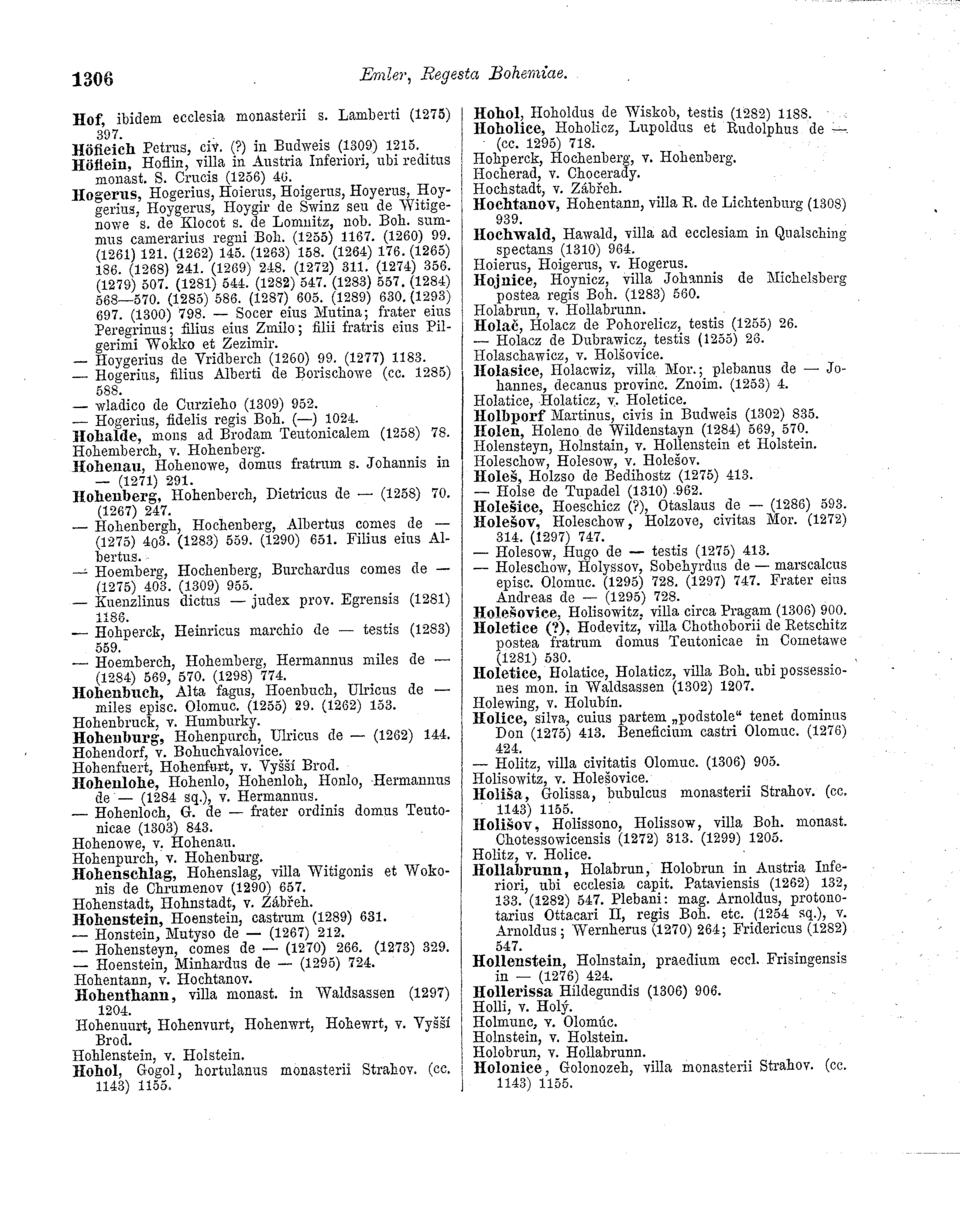 1306
Emler, Regesta Bohemiae.
Hof, ibidem ecclesia monasterii s. Lamberti (1275)
397.
Höfleich Petrus, civ. (?) in Budweis (1309) 1215.
Höflein, Hoflin, villa in Austria Inferiori, ubi reditus
monast. S. Crucis (1256) 46.
Hogerus, Hogerius, Hoierus, Hoigerus, Hoyerus, Hoy-
gerius, Hoygerus, Hoygir de Swinz seu de Witige-
nowe s. de Klocot s. de Lomnitz, nob. Boh. sum-
mus camerarius regni Boh. (1255) 1167. (1260) 99.
(1261) 121. (1262) 145. (1263) 158. (1264) 176. (1265)
186. (1268) 241. (1269) 248. (1272) 311. (1274) 356.
(1279) 507. (1281) 544. (1282) 547. (1283) 557. (1284)
568—570. (1285) 586. (1287) 605. (1289) 630. (1293)
697. (1300) 798. — Socer eius Mutina; frater eius
Peregrinus; filius eius Zmilo; filii fratris eius Pil-
gerimi Wokko et Zezimir.
— Hoygerius de Vridberch (1260) 99. (1277) 1183.
— Hogerius, filius Alberti de Borischowe (cc. 1285)
588.
— wladico de Curzieho (1309) 952.
— Hogerius, fidelis regis Boh. (—) 1024.
Hohalde, mons ad Brodam Teutonicalem (1258) 78.
Hohemberch, v. Hohenberg.
Hohenau, Hohenowe, domus fratrum s. Johannis in
— (1271) 291.
Hohenberg, Hohenberch, Dietricus de — (1258) 70.
(1267) 247.
— Hohenbergh, Hochenberg, Albertus comes de —
(1275) 403. (1283) 559. (1290) 651. Filius eius Al-
bertus.
— Hoemberg, Hochenberg, Burchardus comes de —
(1275) 403. (1309) 955.
— Kuenzlinus dictus — judex prov. Egrensis (1281)
1186.
— Hohperck, Heinricus marchio de — testis (1283)
559.
— Hoemberch, Hohemberg, Hermannus miles de —
(1284) 569, 570. (1298) 774.
Hohenbuch, Alta fagus, Hoenbuch, Ulricus de —
miles episc. Olomuc. (1255) 29. (1262) 153.
Hohenbruck, v. Humburky.
Hohenburg, Hohenpurch, Ulricus de — (1262) 144.
Hohendorf, v. Bohuchvalovice.
Hohenfuert, Hohenfurt, v. Vyšší Brod.
Hohenlohe, Hohenlo, Hohenloh, Honlo, Hermannus
de — (1284 sq.), v. Hermannus.
— Hohenloch, G. de — frater ordinis domus Teuto-
nicae (1303) 843.
Hohenowe, v. Hohenau.
Hohenpurch, v. Hohenburg.
Hohenschlag, Hohenslag, villa Witigonis et Woko-
nis de Chrumenov (1290) 657.
Hohenstadt, Hohnstadt, v. Zábřeh.
Hohenstein, Hoenstein, castrum (1289) 631.
— Honstein, Mutyso de — (1267) 212.
— Hohensteyn, comes de — (1270) 266. (1273) 329.
— Hoenstein, Minhardus de — (1295) 724.
Hohentann, v. Hochtanov.
Hohenthann, villa monast. in Waldsassen (1297)
1204.
Hohenuurt, Hohenvurt, Hohenwrt, Hohewrt, v. Vyšší
Brod.
Hohlenstein, v. Holstein.
Hohol, Gogol, hortulanus monasterii Strahov. (cc.
1143) 1155.
Hohol, Hoholdus de Wiskob, testis (1282) 1188.
Hoholice, Hoholicz, Lupoldus et Rudolphus de —
(cc. 1295) 718.
Hohperck, Hochenberg, v. Hohenberg.
Hocherad, v. Chocerady.
Hochstadt, v. Zábřeh.
Hochtanov, Hohentann, villa R. de Lichtenburg (1308)
939.
Hochwald, Hawald, villa ad ecclesiam in Qualsching
spectans (1310) 964.
Hoierus, Hoigerus, v. Hogerus.
Hojnice, Hoynicz, villa Johannis de Michelsberg
postea regis Boh. (1283) 560.
Holabrun, v. Hollabrunn.
Holač, Holacz de Pohorelicz, testis (1255) 26.
— Holacz de Dubrawicz, testis (1255) 26.
Holaschawicz, v. Holšovice.
Holasice, Holacwiz, villa Mor.; plebanus de — Jo-
hannes, decanus provinc. Znoim. (1253) 4.
Holatice, Holaticz, v. Holetice.
Holbporf Martinus, civis in Budweis (1302) 835.
Holen, Holeno de Wildenstayn (1284) 569, 570.
Holensteyn, Holnstain, v. Hollenstein et Holstein.
Holeschow, Holesow, v. Holešov.
Holeš, Holzso de Bedihostz (1275) 413.
— Holse de Tupadel (1310) 962.
Holešice, Hoeschicz (?), Otaslaus de — (1286) 593.
Holešov, Holeschow, Holzove, civitas Mor. (1272)
314. (1297) 747.
— Holesow, Hugo de — testis (1275) 413.
— Holeschow, Holyssov, Sobehyrdus de — marscalcus
episc. Olomuc. (1295) 728. (1297) 747. Frater eius
Andreas de — (1295) 728.
Holešovice, Holisowitz, villa circa Pragam (1306) 900.
Holetice (?), Hodevitz, villa Chothoborii de Retschitz
postea fratrum domus Teutonicae in Cometawe
(1281) 530.
Holetice, Holatice, Holaticz, villa Boh. ubi possessio-
nes mon. in Waldsassen (1302) 1207.
Holewing, v. Holubín.
Holice, silva, cuius partem „podstole“ tenet dominus
Don (1275) 413. Beneficium castri Olomuc. (1276)
424.
— Holitz, villa civitatis Olomuc. (1306) 905.
Holisowitz, v. Holešovice.
Holiša, Golissa, bubulcus monasterii Strahov. (cc.
1143) 1155.
Holišov, Holissono, Holissow, villa Boh. monast.
Chotessowicensis (1272) 313. (1299) 1205.
Holitz, v. Holice.
Hollabrunn, Holabrun, Holobrun in Austria Infe-
riori, ubi ecclesia capit. Pataviensis (1262) 132,
133. (1282) 547. Plebani: mag. Arnoldus, protono-
tarius Ottacari II, regis Boh. etc. (1254 sq.), v.
Arnoldus; Wernherus (1270) 264; Fridericus (1282)
547.
Hollenstein, Holnstain, praedium eccl. Frisingensis
in — (1276) 424.
Hollerissa Hildegundis (1306) 906.
Holli, v. Holý.
Holmunc, v. Olomúc.
Holnstein, v. Holstein.
Holobrun, v. Hollabrunn.
Holonice, Golonozeh, villa monasterii Strahov. (cc.
1143) 1155.